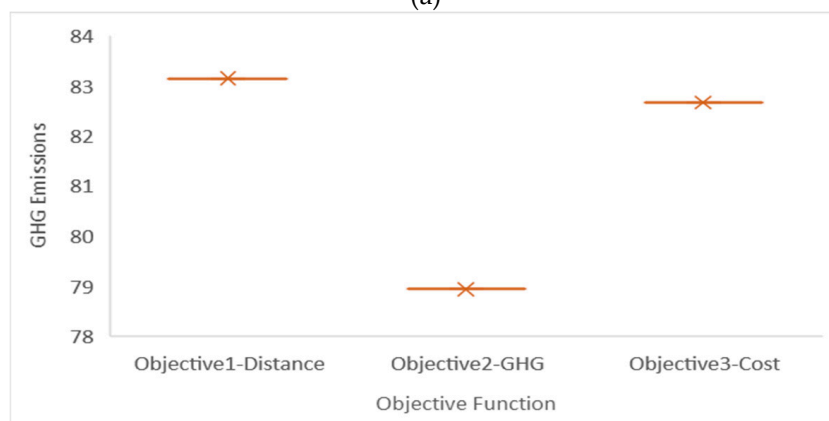 (a)
84
83
82
81
80
79
78
GHG Emissions
Objective1-Distance
Objective2-GHG
Objective3-Cost
Objective Function